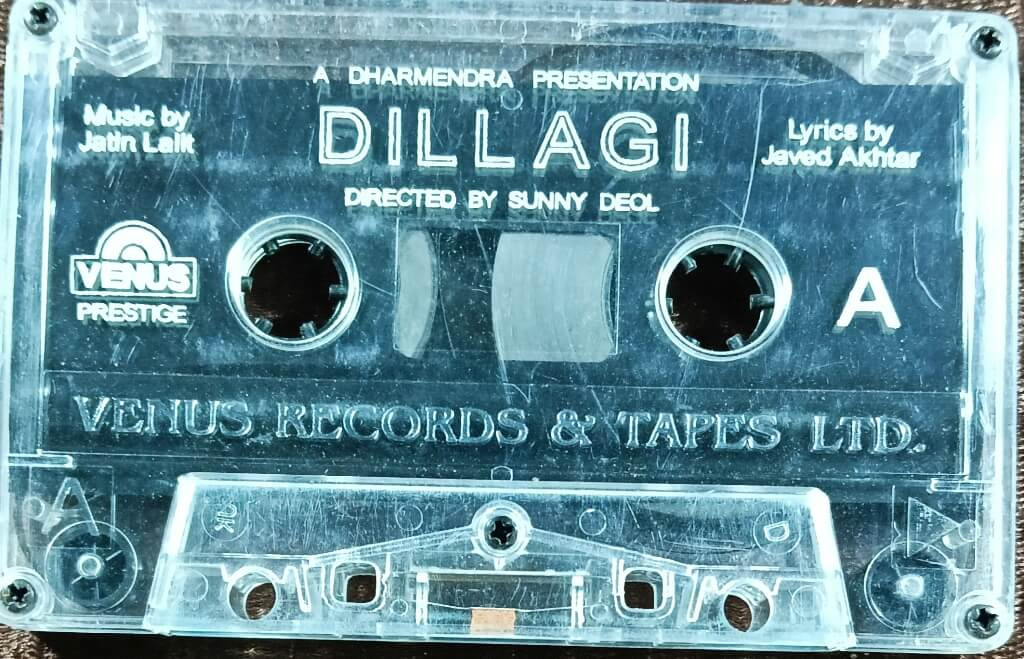 A DHARMENDRA PRESENTATION
Music by
Jatin Lalit
DILLAGI
Lyrics by
Javed Akhtar
DIRECTED BY SUNNY DEOL
VENUS
PRESTIGE
A
VENUS RECORDS & TAPES LTD.
A